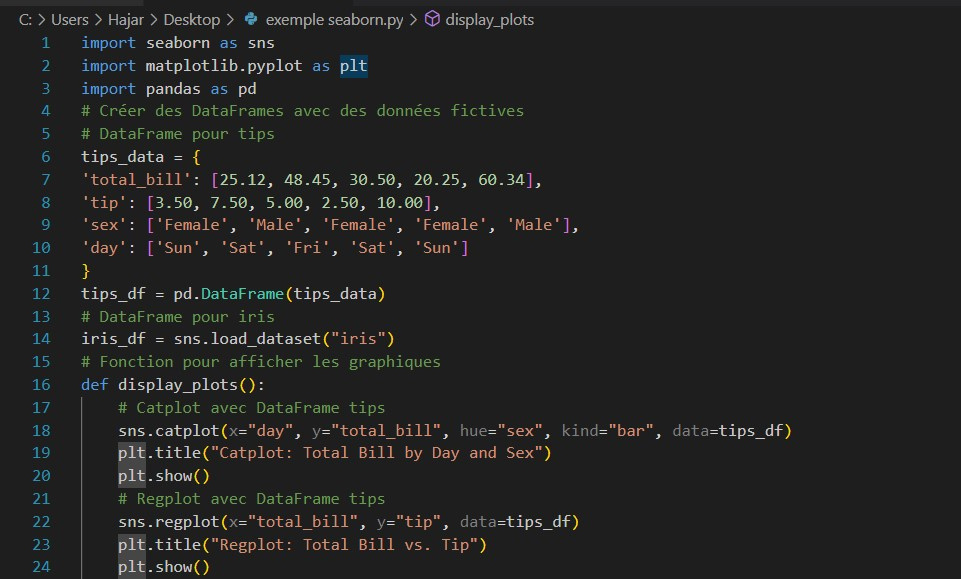 C: > Users > Hajar > Desktop > exemple seaborn.py > display_plots
1 import seaborn as sns
2 import matplotlib.pyplot as plt
3 import pandas as pd
4 # Créer des DataFrames avec des données fictives
5 # DataFrame pour tips
6 tips_data = {
7 'total_bill': [25.12, 48.45, 30.50, 20.25, 60.34],
8 'tip': [3.50, 7.50, 5.00, 2.50, 10.00],
9 'sex': ['Female', 'Male', 'Female', 'Female', 'Male'],
10 'day': ['Sun', 'Sat', 'Fri', 'Sat', 'Sun']
11 }
12 tips_df = pd.DataFrame(tips_data)
13 # DataFrame pour iris
14 iris_df = sns.load_dataset("iris")
15 # Fonction pour afficher les graphiques
16 def display_plots():
17     # Catplot avec DataFrame tips
18     sns.catplot(x="day", y="total_bill", hue="sex", kind="bar", data=tips_df)
19     plt.title("Catplot: Total Bill by Day and Sex")
20     plt.show()
21     # Regplot avec DataFrame tips
22     sns.regplot(x="total_bill", y="tip", data=tips_df)
23     plt.title("Regplot: Total Bill vs. Tip")
24     plt.show()